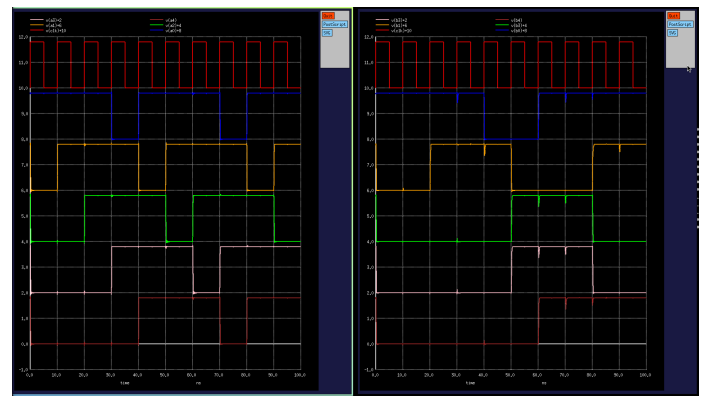 v(a3)+2
v(a4)
v(a1)+6
v(a2)+4
v(clk)+10
v(a0)+8
Quit
PostScript
SVG
12.0
11.0
10.0
9.0
8.0
7.0
6.0
5.0
4.0
3.0
2.0
1.0
0.0
-1.0
0.0 10.0 20.0 30.0 40.0 50.0 60.0 70.0 80.0 90.0 100.0
time ns
v(b3)+2
v(b4)
v(b1)+6
v(b2)+4
v(clk)+10
v(b0)+8
Quit
PostScript
SVG
12.0
11.0
10.0
9.0
8.0
7.0
6.0
5.0
4.0
3.0
2.0
1.0
0.0
-1.0
0.0 10.0 20.0 30.0 40.0 50.0 60.0 70.0 80.0 90.0 100.0
time ns